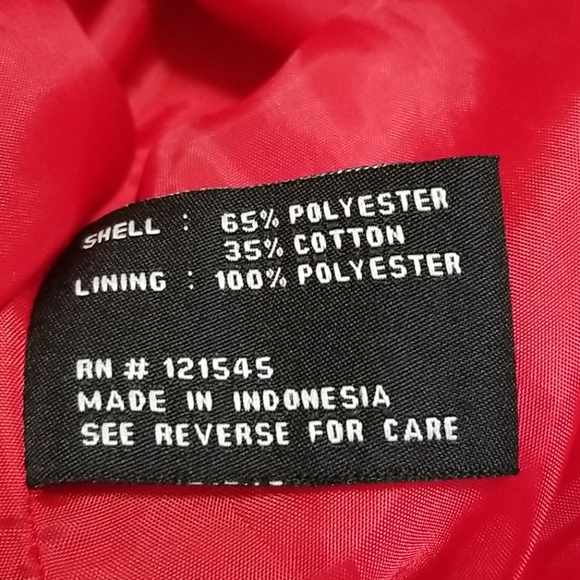 SHELL : 65% POLYESTER
35% COTTON
LINING : 100% POLYESTER
RN # 121545
MADE IN INDONESIA
SEE REVERSE FOR CARE